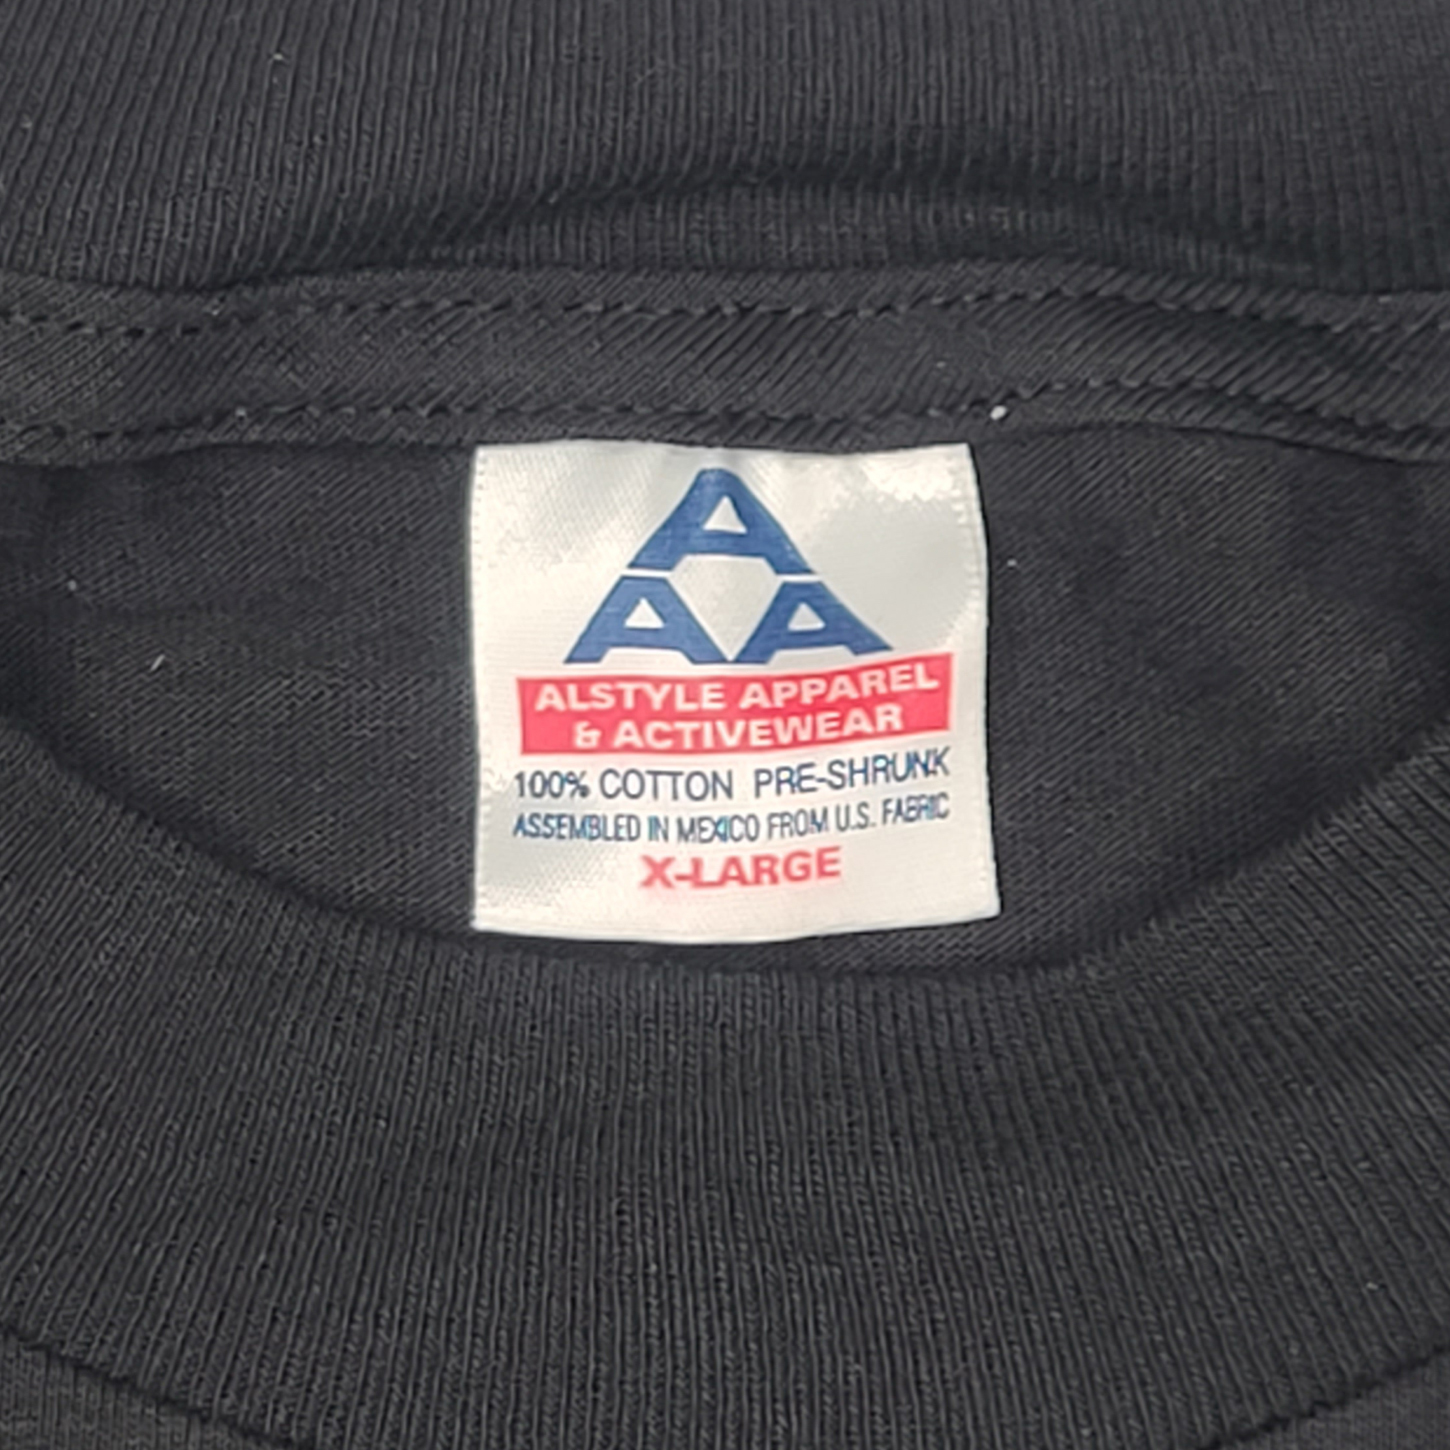 A
A A
ALSTYLE APPAREL
& ACTIVEWEAR
100% COTTON PRE-SHRUNK
ASSEMBLED IN MEXICO FROM U.S. FABRIC
X-LARGE